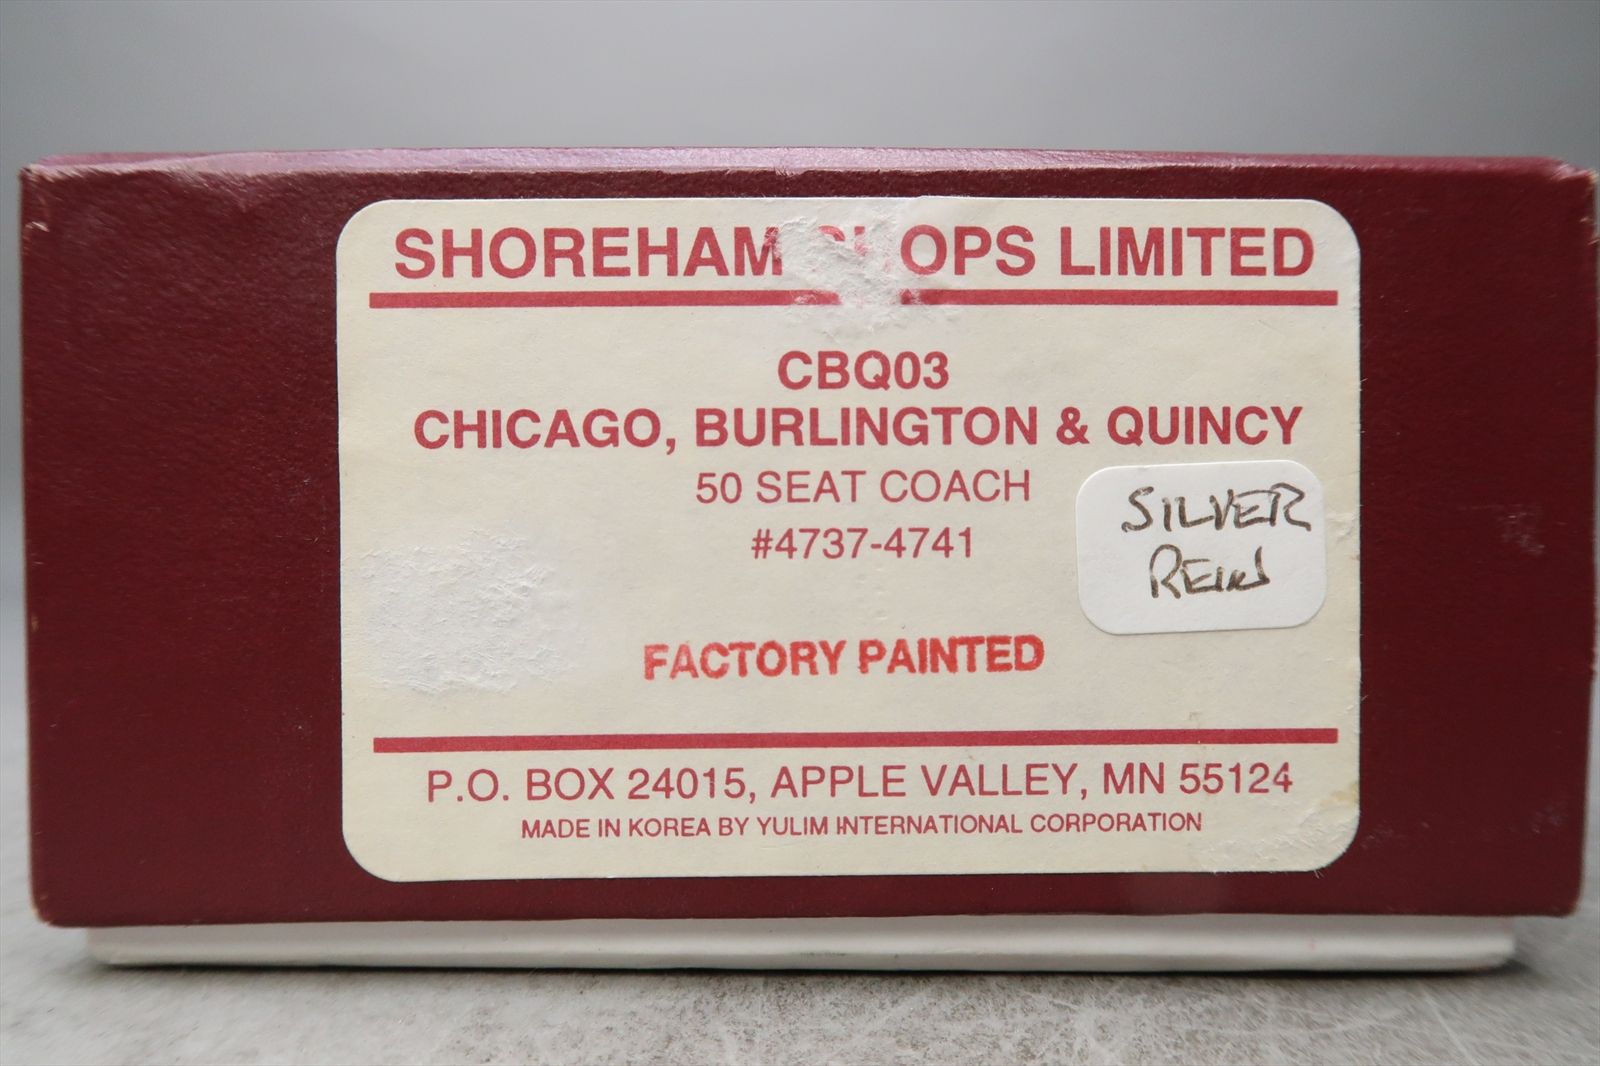 SHOREHAM SHOPS LIMITED
CBQ03
CHICAGO, BURLINGTON & QUINCY
50 SEAT COACH
#4737-4741
SILVER
REIN
FACTORY PAINTED
P.O. BOX 24015, APPLE VALLEY, MN 55124
MADE IN KOREA BY YULIM INTERNATIONAL CORPORATION